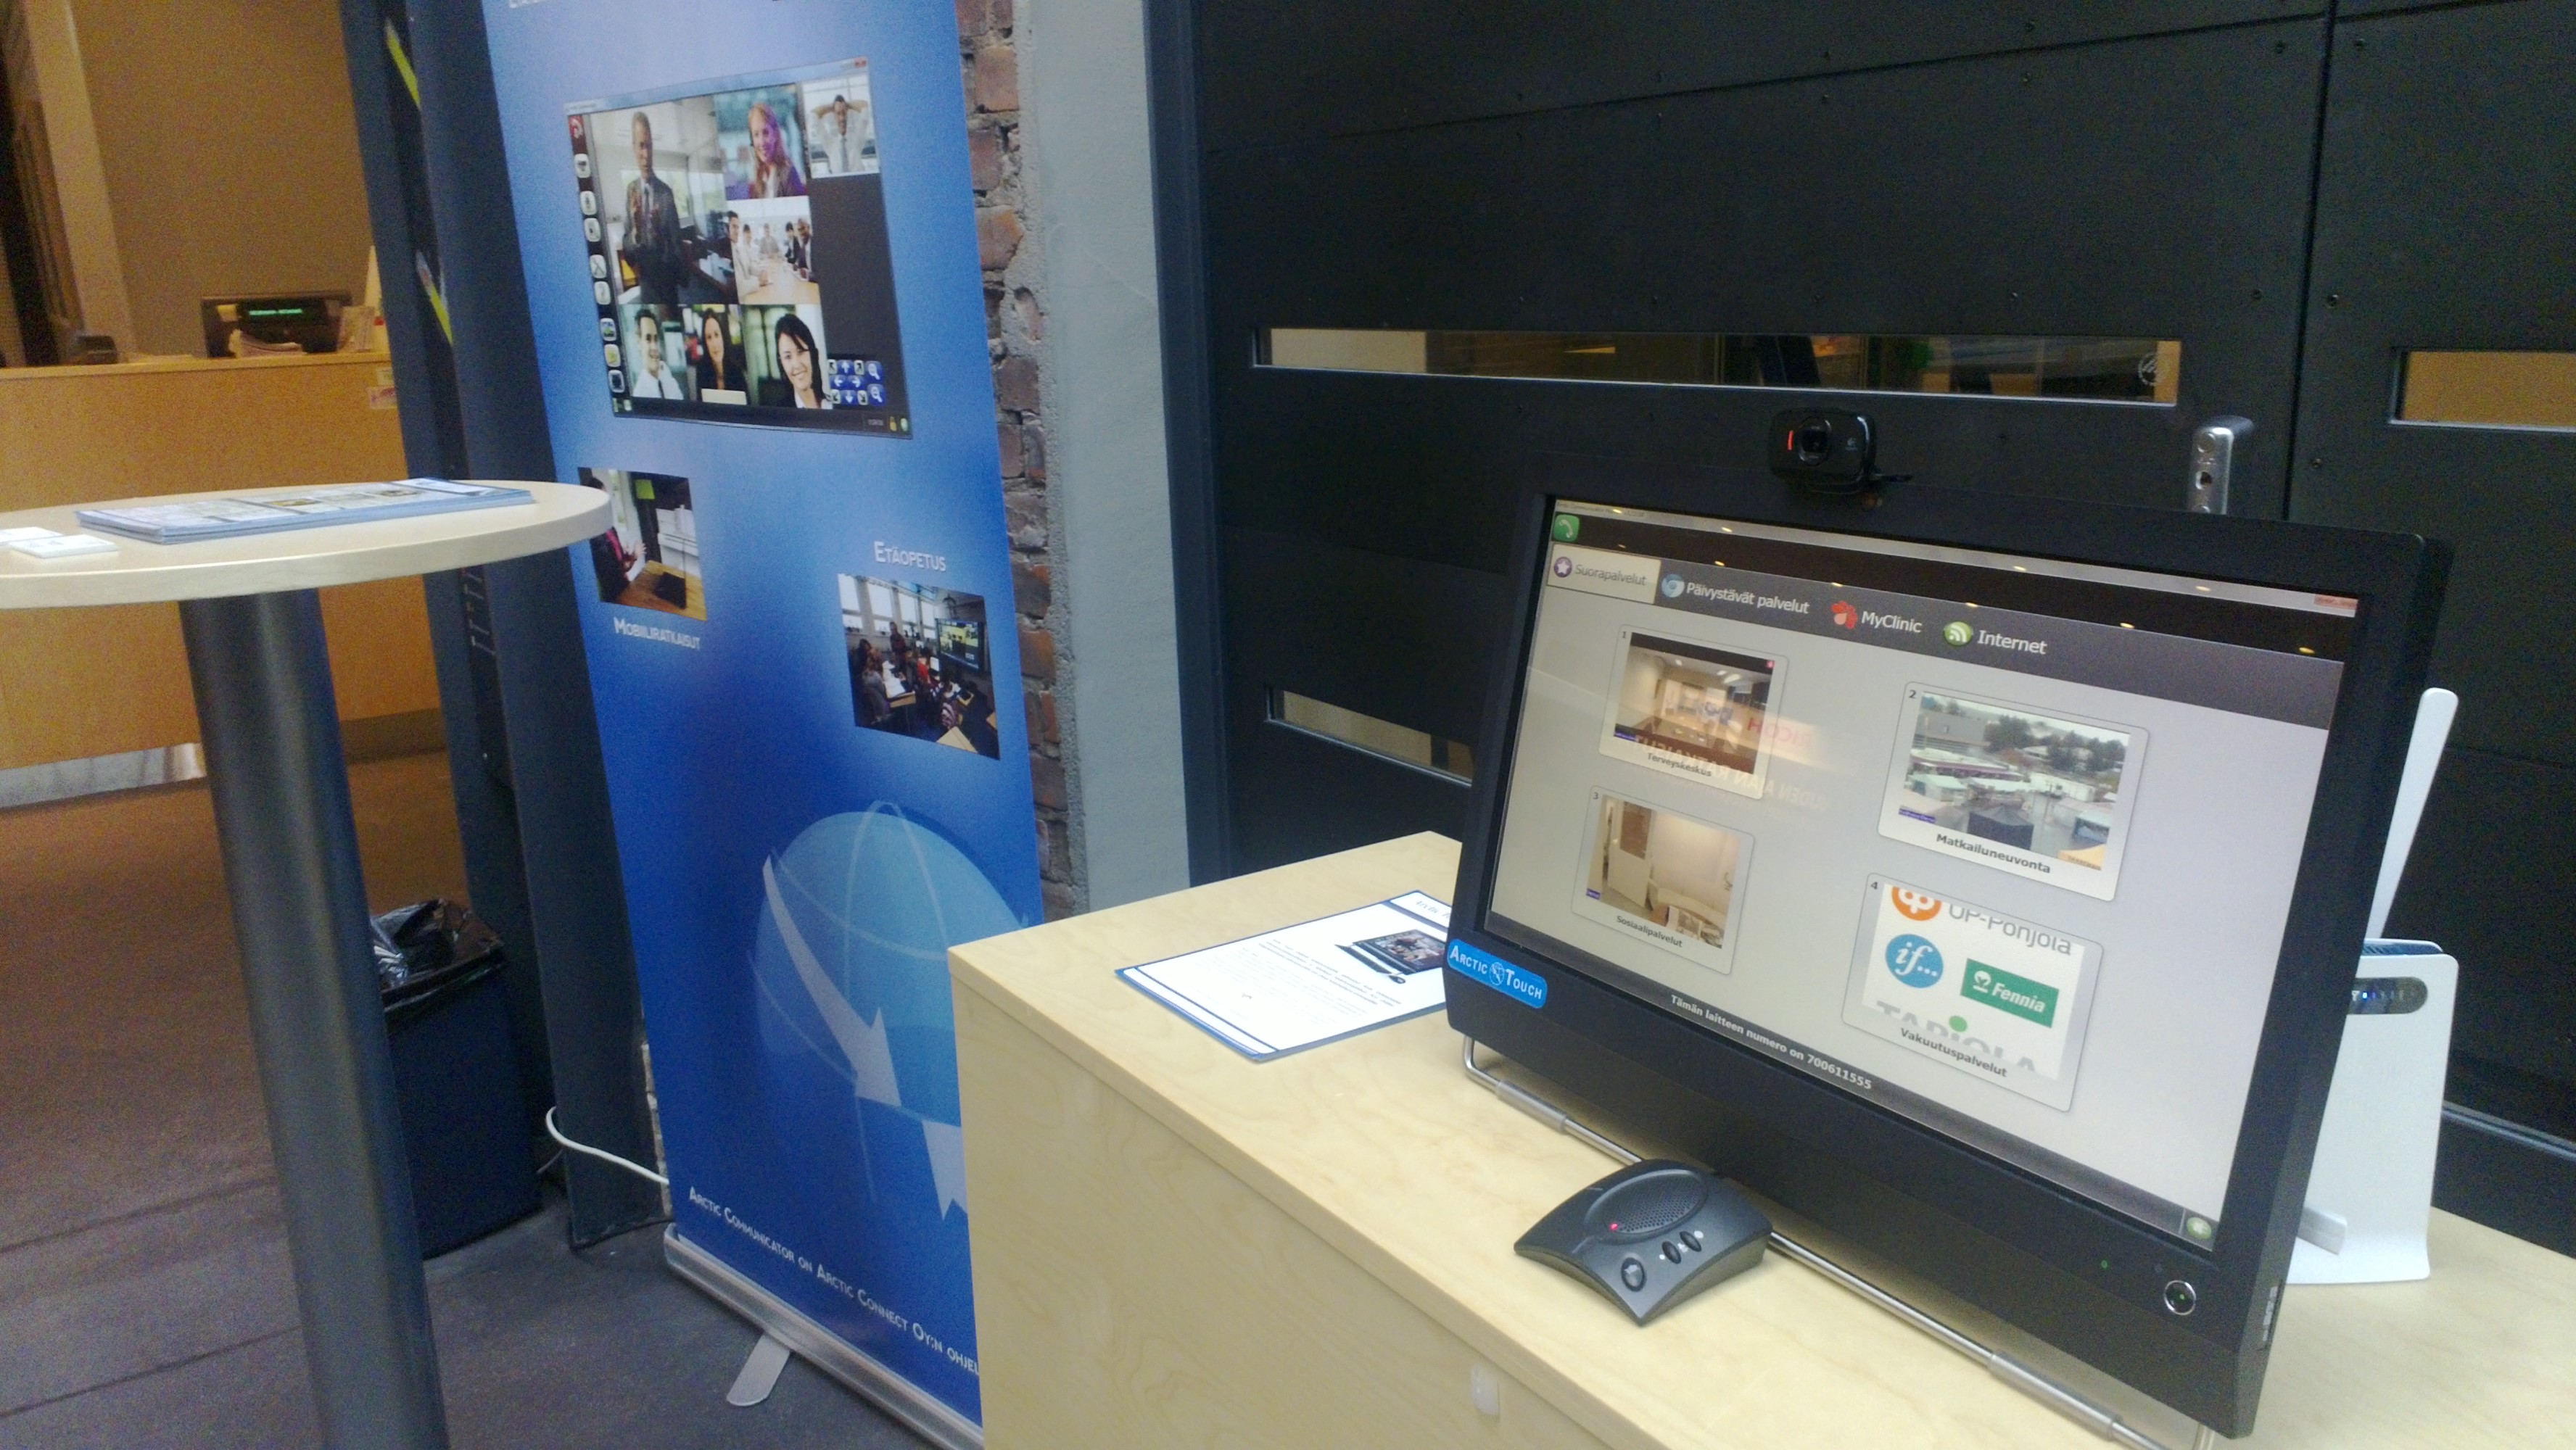 ETÄOPETUS
MOBIILIRATKAISUT
ARCTIC COMMUNICATOR ON ARCTIC CONNECT OY:N
Suorapalvelut
Päivystävät palvelut
MyClinic
Internet
1
Terveyskeskus
2
Matkailuneuvonta
3
Sosiaalipalvelut
4
OP-Pohjola
if...
Fennia
TAPIOLA
Vakuutuspalvelut
Tämän laitteen numero on 700611555
ARCTIC TOUCH